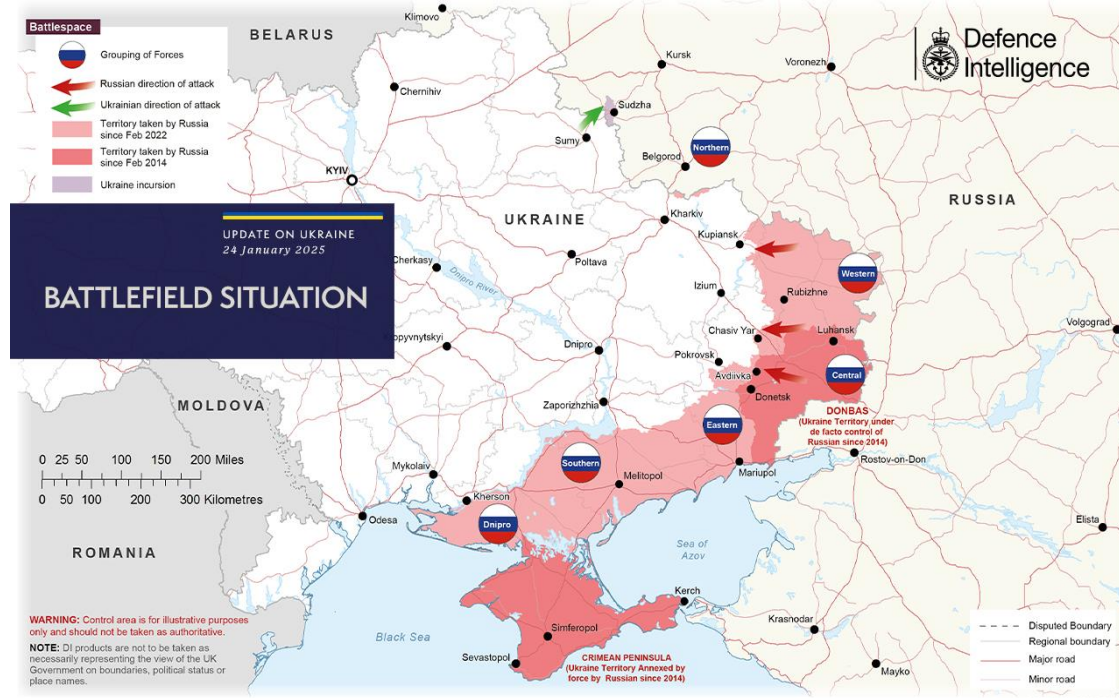 Battlespace
Grouping of Forces
Russian direction of attack
Ukrainian direction of attack
Territory taken by Russia
since Feb 2022
Territory taken by Russia
since Feb 2014
Ukraine incursion
Defence
Intelligence
UPDATE ON UKRAINE
24 January 2025
BATTLEFIELD SITUATION
BELARUS
Klimovo
Chernihiv
Kursk
Voronezh
Sudzha
Sumy
Northern
Belgorod
KYIV
RUSSIA
UKRAINE
Kharkiv
Kupiansk
Cherkasy
Dnipro River
Poltava
Western
Izium
Rubizhne
Volgograd
Chasiv Yar
Luhansk
Dnipro
Pokrovsk
Avdiivka
Central
Donetsk
MOLDOVA
Zaporizhzhia
DONBAS
(Ukraine Territory under
de facto control of
Russian since 2014)
Eastern
Rostov-on-Don
Mariupol
Southern
Melitopol
Mykolaiv
Kherson
Dnipro
Odesa
0 25 50 100 150 200 Miles
0 50 100 200 300 Kilometres
ROMANIA
Elista
Sea of
Azov
Kerch
Krasnodar
Simferopol
Black Sea
Sevastopol
CRIMEAN PENINSULA
(Ukraine Territory Annexed by
force by Russian since 2014)
Mayko
WARNING: Control area is for illustrative purposes
only and should not be taken as authoritative.
NOTE: DI products are not to be taken as
necessarily representing the view of the UK
Government on boundaries, political status or
place names.
Disputed Boundary
Regional boundary
Major road
Minor road